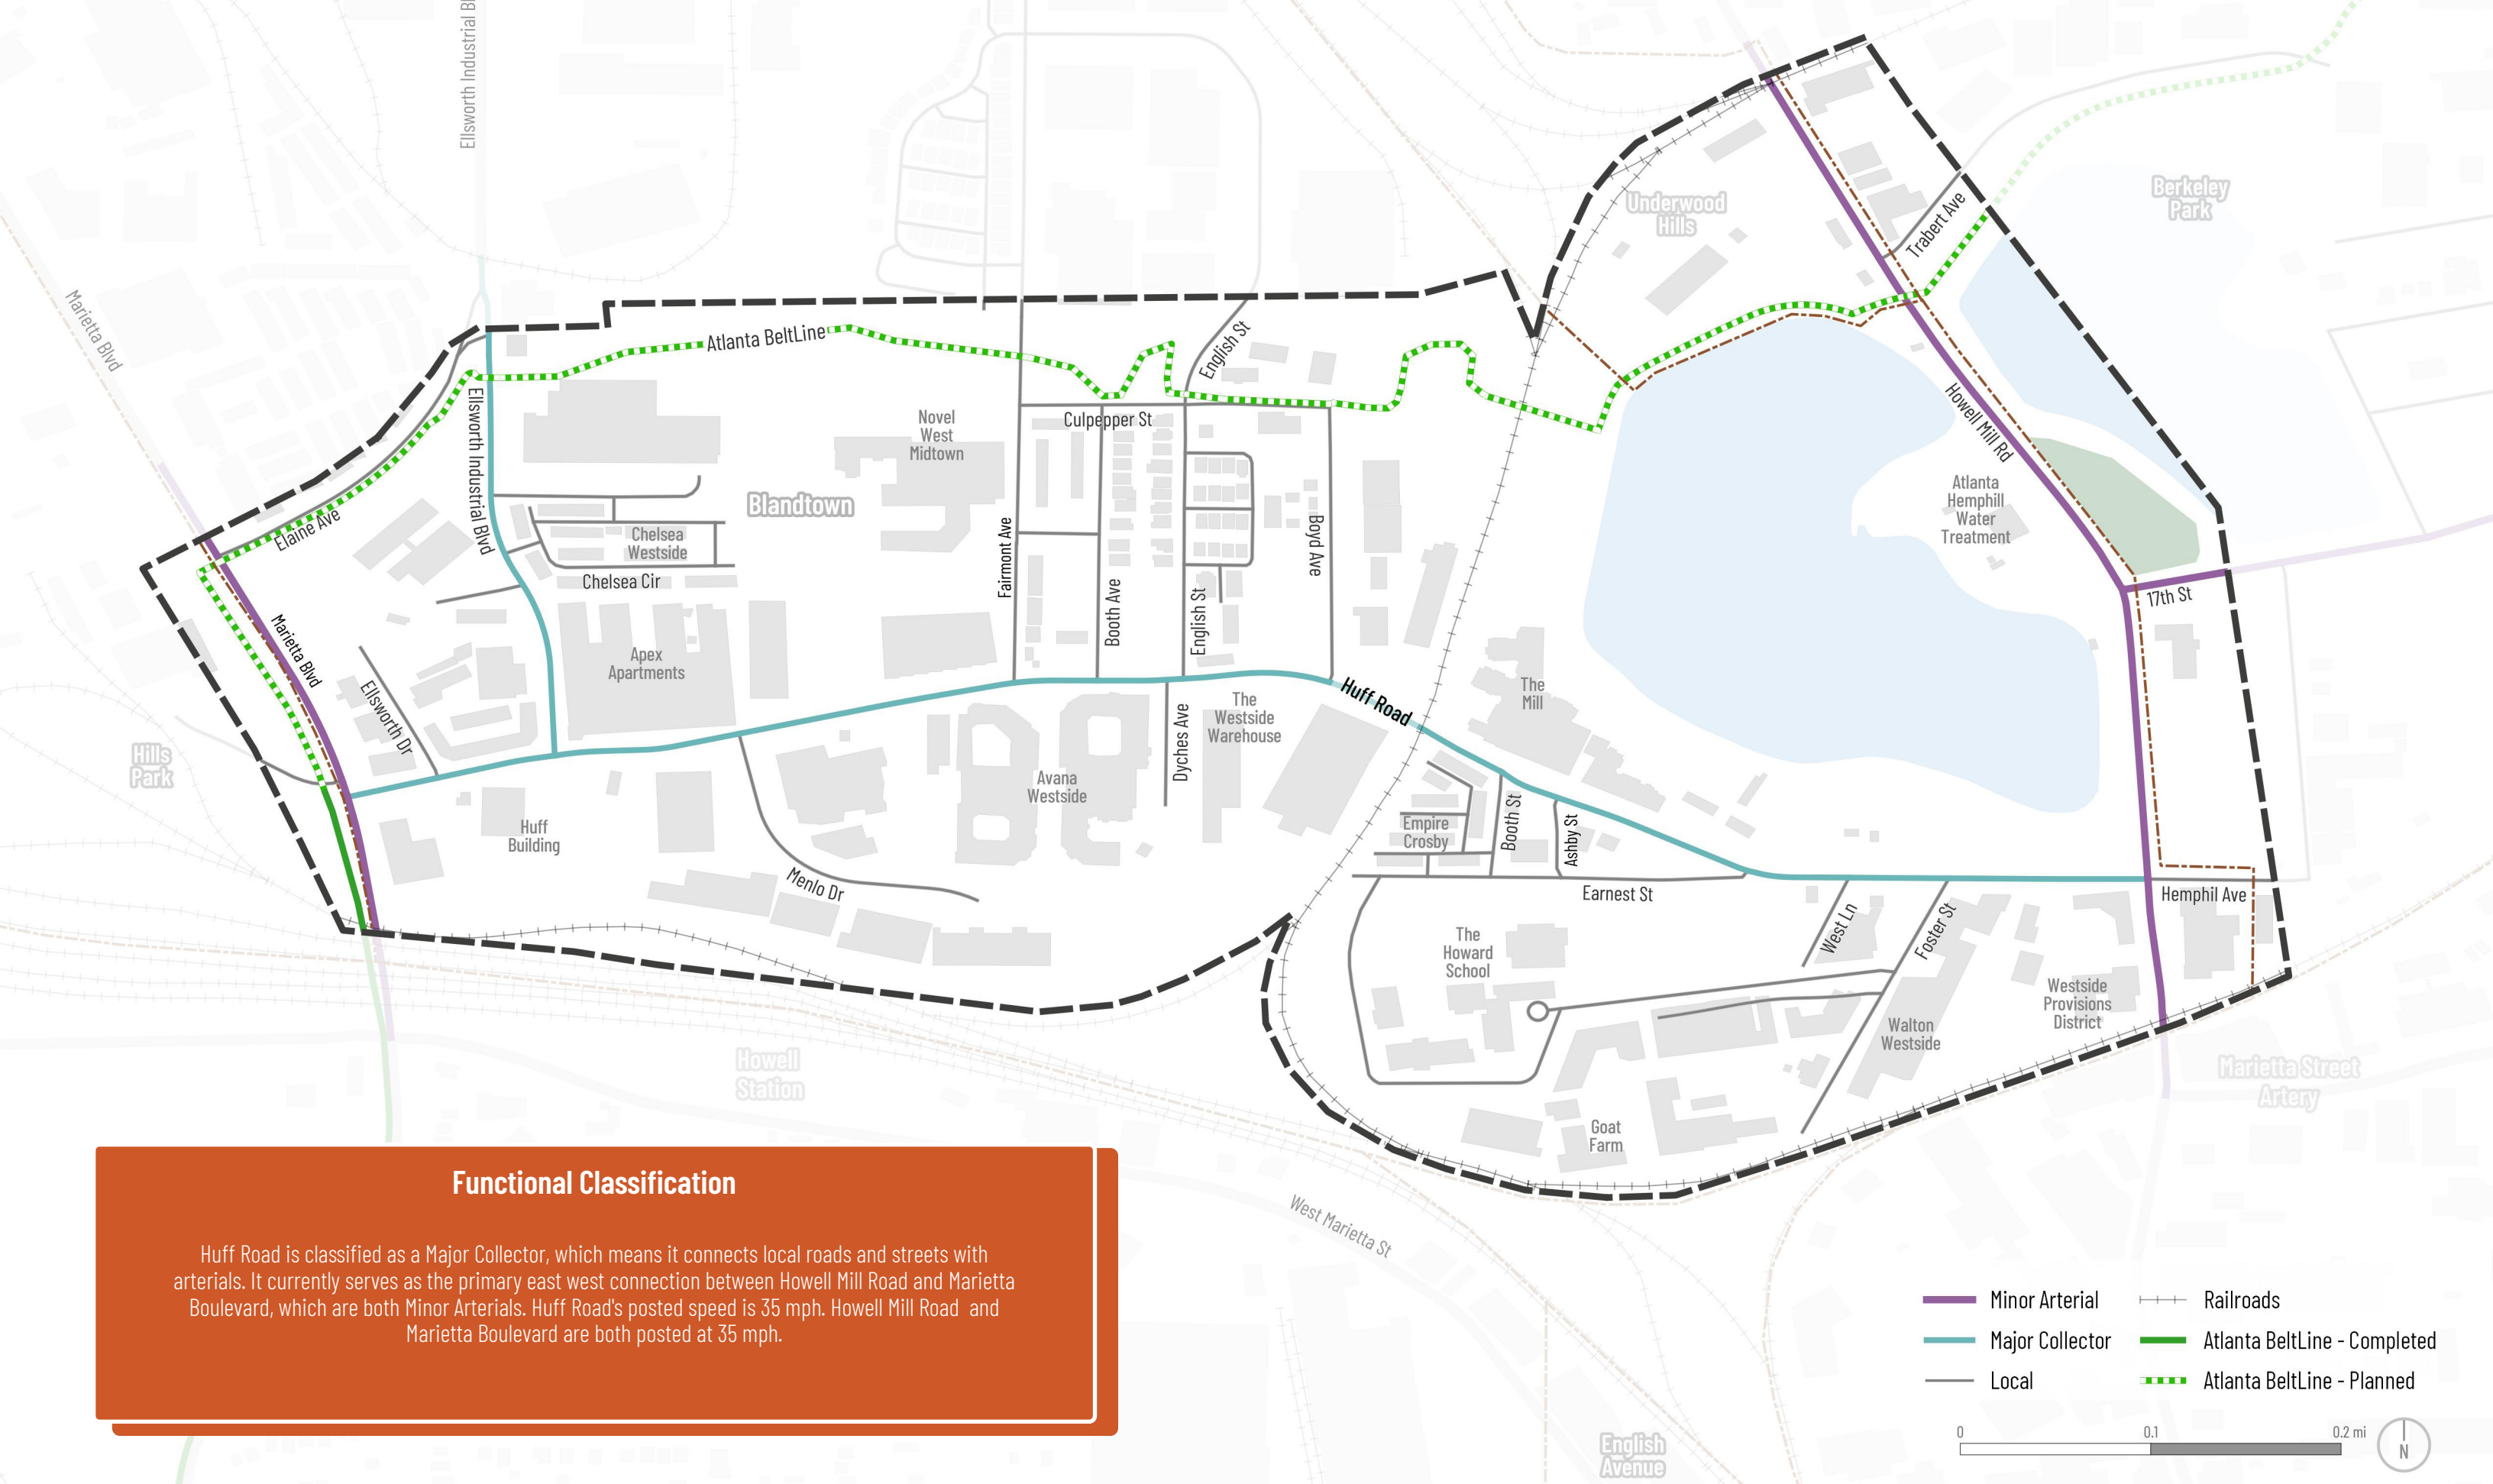 Ellsworth Industrial Bl
Marietta Blvd
Underwood
Hills
Berkeley
Park
Trabert Ave
Atlanta BeltLine
English St
Ellsworth Industrial Blvd
Novel
West
Midtown
Culpepper St
Howell Mill Rd
Blandtown
Atlanta
Hemphill
Water
Treatment
Elaine Ave
Chelsea
Westside
Chelsea Cir
Fairmont Ave
Boyd Ave
Booth Ave
English St
17th St
Marietta Blvd
Ellsworth Dr
Apex
Apartments
The
Westside
Warehouse
Huff Road
The
Mill
Dyches Ave
Hills
Park
Avana
Westside
Huff
Building
Empire
Crosby
Booth St
Ashby St
Menlo Dr
Earnest St
Hemphil Ave
West Ln
Foster St
The
Howard
School
Westside
Provisions
District
Walton
Westside
Howell
Station
Marietta Street
Artery
Goat
Farm
West Marietta St
English
Avenue
Functional Classification
Huff Road is classified as a Major Collector, which means it connects local roads and streets with
arterials. It currently serves as the primary east west connection between Howell Mill Road and Marietta
Boulevard, which are both Minor Arterials. Huff Road's posted speed is 35 mph. Howell Mill Road  and
Marietta Boulevard are both posted at 35 mph.
Minor Arterial
Major Collector
Local
Railroads
Atlanta BeltLine - Completed
Atlanta BeltLine - Planned
0 0.1 0.2 mi
N